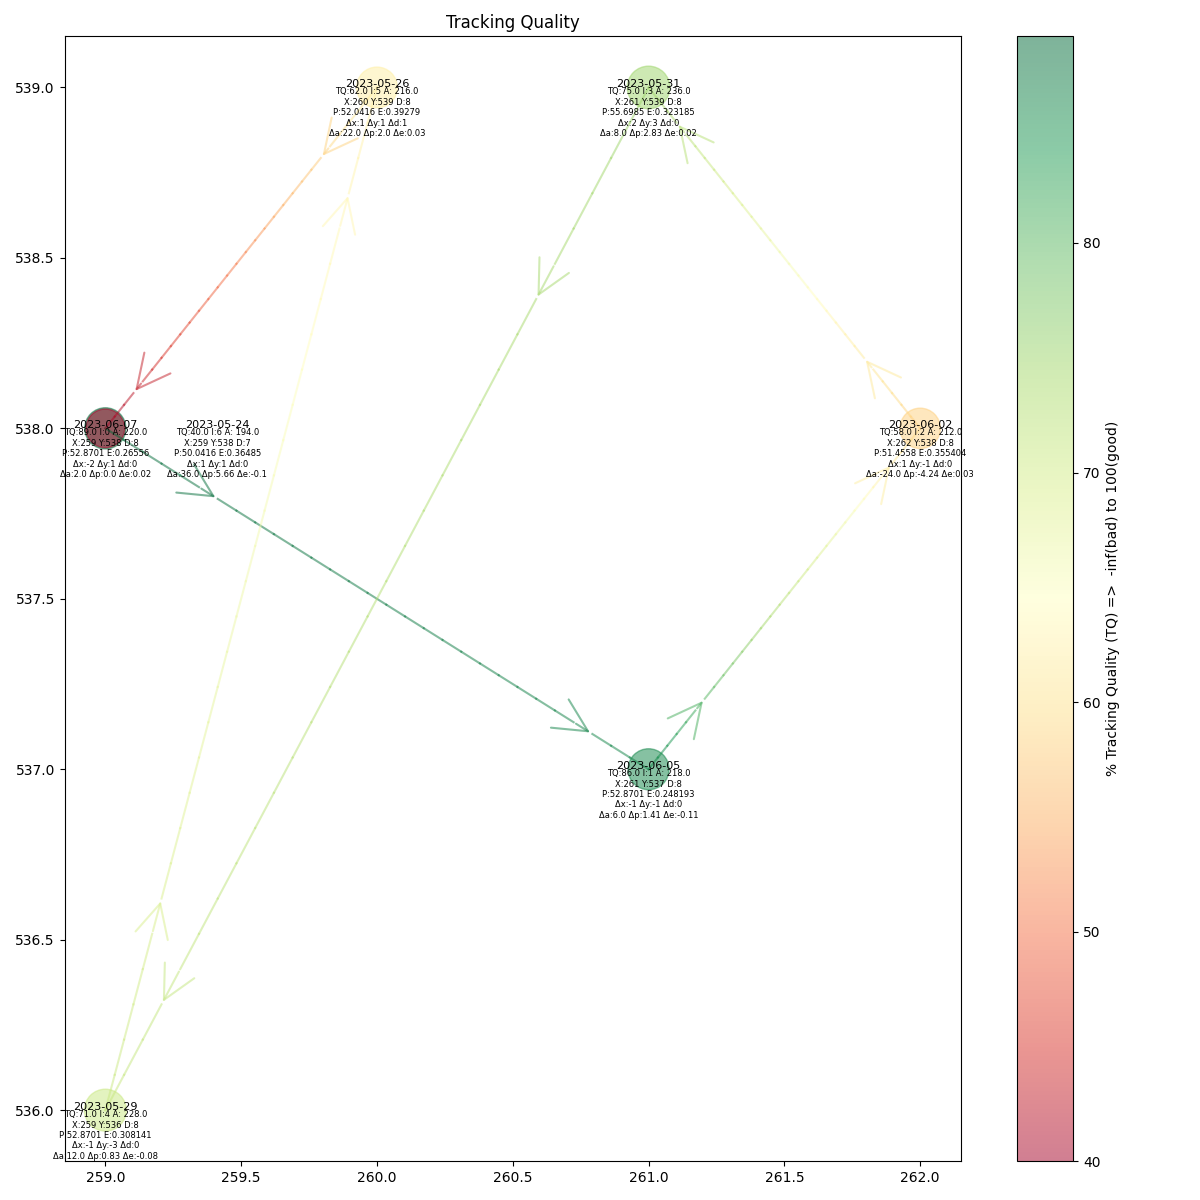 Tracking Quality
539.0
538.5
538.0
537.5
537.0
536.5
536.0
2023-05-26
TQ:62.0 I:5 A: 216.0
X:260 Y:539 D:8
P:52.0416 E:0.39279
Δx:1 Δy:1 Δd:1
Δa:22.0 Δp:2.0 Δe:0.03
2023-05-31
TQ:75.0 I:3 A: 236.0
X:261 Y:539 D:8
P:55.6985 E:0.323185
Δx:2 Δy:3 Δd:0
Δa:8.0 Δp:2.83 Δe:0.02
2023-06-07
TQ:89.0 I:0 A: 220.0
X:259 Y:538 D:8
P:52.8701 E:0.26556
Δx:-2 Δy:1 Δd:0
Δa:2.0 Δp:0.0 Δe:0.02
2023-05-24
TQ:40.0 I:6 A: 194.0
X:259 Y:538 D:7
P:50.0416 E:0.36485
Δx:1 Δy:1 Δd:0
Δa:36.0 Δp:5.66 Δe:-0.1
2023-06-02
TQ:58.0 I:2 A: 212.0
X:262 Y:538 D:8
P:51.4558 E:0.355404
Δx:1 Δy:-1 Δd:0
Δa:-24.0 Δp:-4.24 Δe:0.03
2023-06-05
TQ:86.0 I:1 A: 218.0
X:261 Y:537 D:8
P:52.8701 E:0.248193
Δx:-1 Δy:-1 Δd:0
Δa:6.0 Δp:1.41 Δe:-0.11
2023-05-29
TQ:71.0 I:4 A: 228.0
X:259 Y:536 D:8
P:52.8701 E:0.308141
Δx:-1 Δy:-3 Δd:0
Δa:12.0 Δp:0.83 Δe:-0.08
259.0 259.5 260.0 260.5 261.0 261.5 262.0
80
70
60
50
40
% Tracking Quality (TQ) =>  -inf(bad) to 100(good)